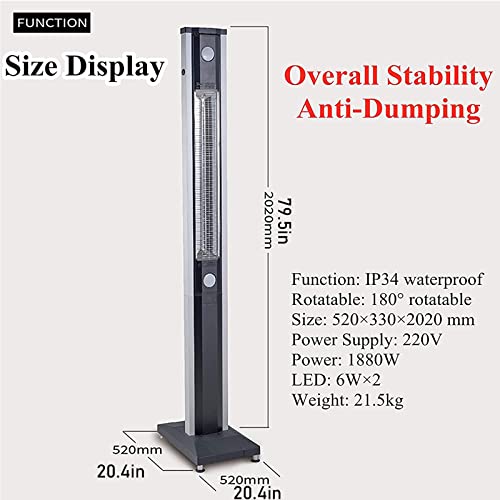 FUNCTION
Size Display
Overall Stability
Anti-Dumping
79.5in
2020mm
Function: IP34 waterproof
Rotatable: 180° rotatable
Size: 520×330×2020 mm
Power Supply: 220V
Power: 1880W
LED: 6W×2
Weight: 21.5kg
520mm
20.4in
520mm
20.4in